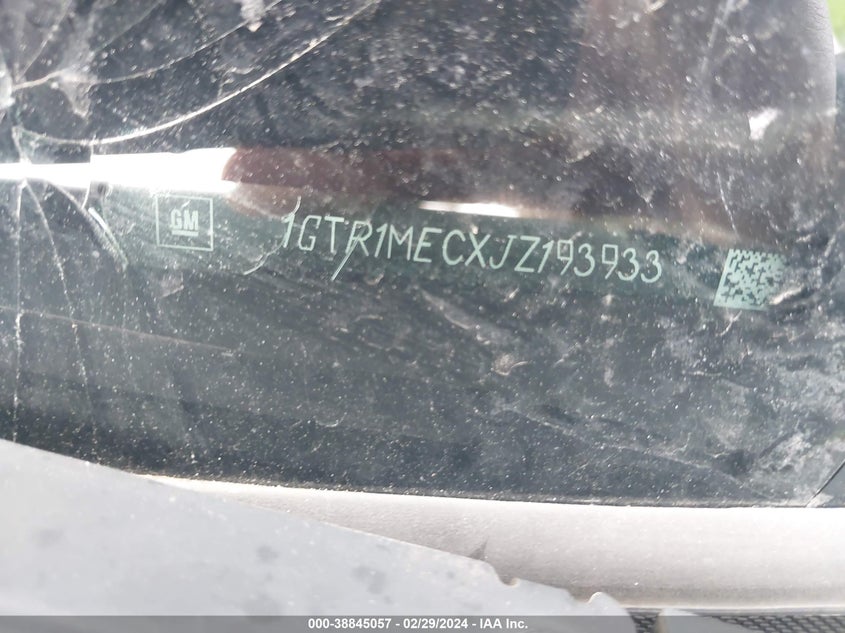 GM
1GTR1MECXJZ193933
000-38845057 - 02/29/2024 - IAA Inc.